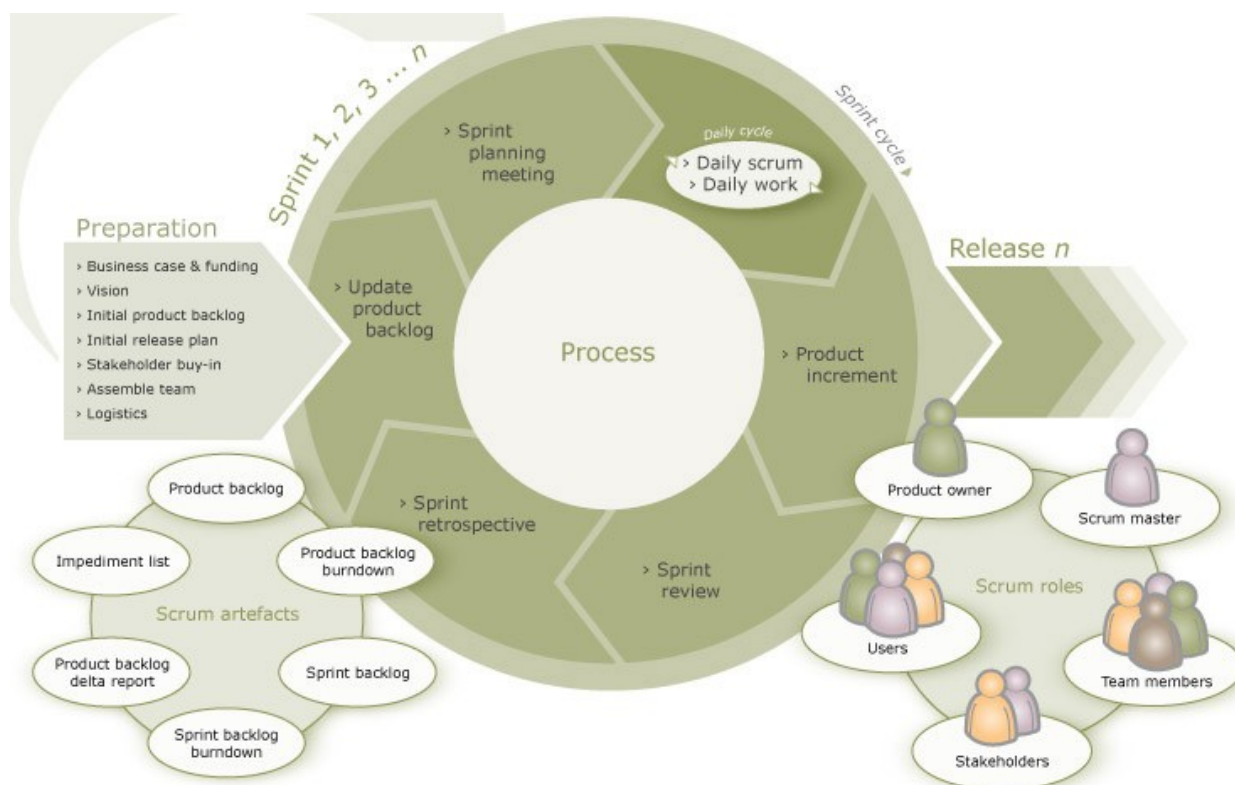 Sprint 1, 2, 3 ... n
Sprint cycle
Preparation
› Business case & funding
› Vision
› Initial product backlog
› Initial release plan
› Stakeholder buy-in
› Assemble team
› Logistics
› Sprint
planning
meeting
Daily cycle
› Daily scrum
› Daily work
› Update
product
backlog
Process
› Product
increment
› Sprint
retrospective
› Sprint
review
Release n
Product backlog
Impediment list
Product backlog
burndown
Scrum artefacts
Product backlog
delta report
Sprint backlog
Sprint backlog
burndown
Product owner
Scrum master
Scrum roles
Users
Team members
Stakeholders